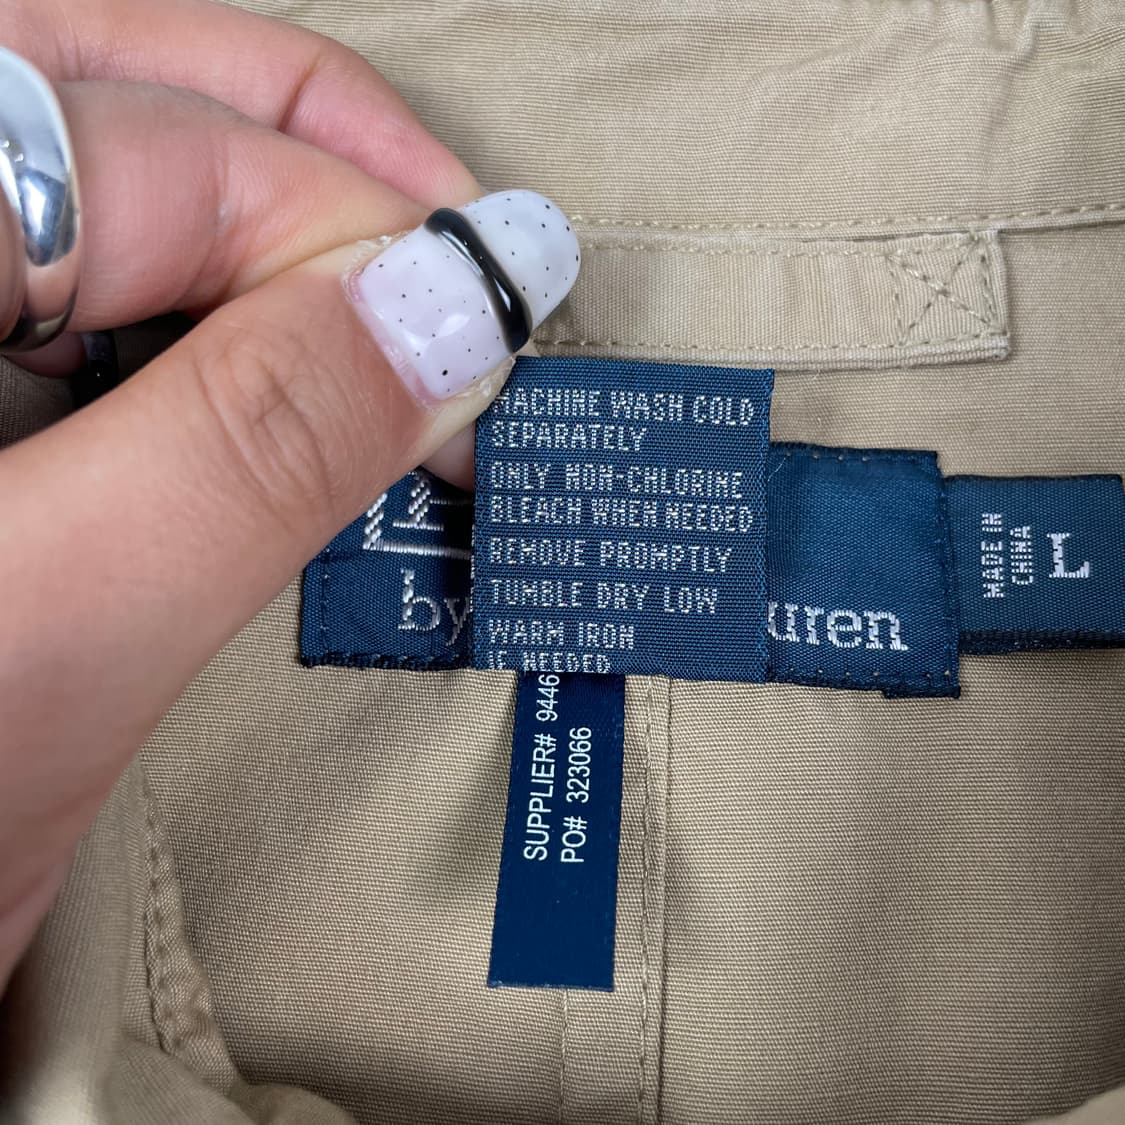 MACHINE WASH COLD
SEPARATELY
ONLY NON-CHLORINE
BLEACH WHEN NEEDED
REMOVE PROMPTLY
TUMBLE DRY LOW
WARM IRON
IF NEEDED
by
uren
MADE IN
CHINA
L
SUPPLIER# 9446
PO# 323066